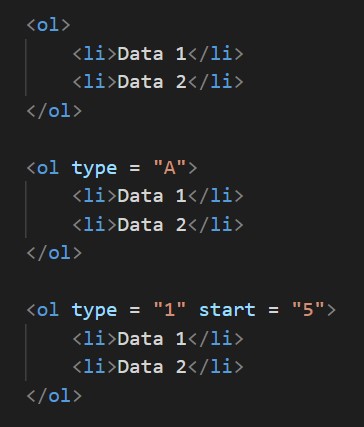 <ol>
    <li>Data 1</li>
    <li>Data 2</li>
</ol>
<ol type = "A">
    <li>Data 1</li>
    <li>Data 2</li>
</ol>
<ol type = "1" start = "5">
    <li>Data 1</li>
    <li>Data 2</li>
</ol>